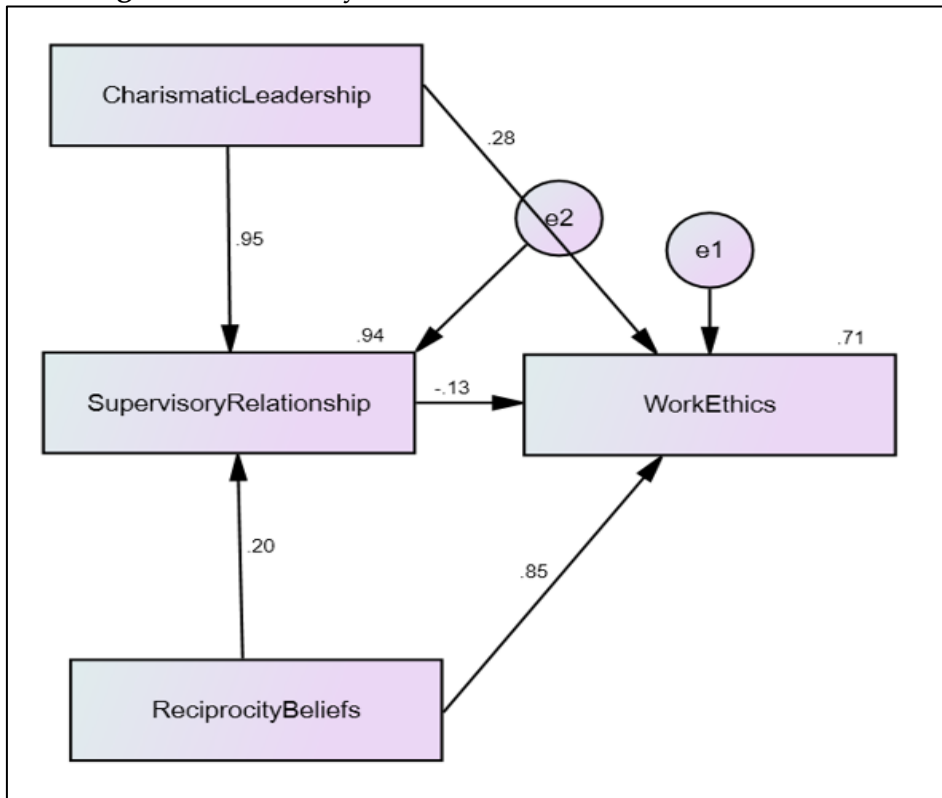 CharismaticLeadership
.28
e2
e1
.95
.94
.71
SupervisoryRelationship
-.13
WorkEthics
.20
.85
ReciprocityBeliefs